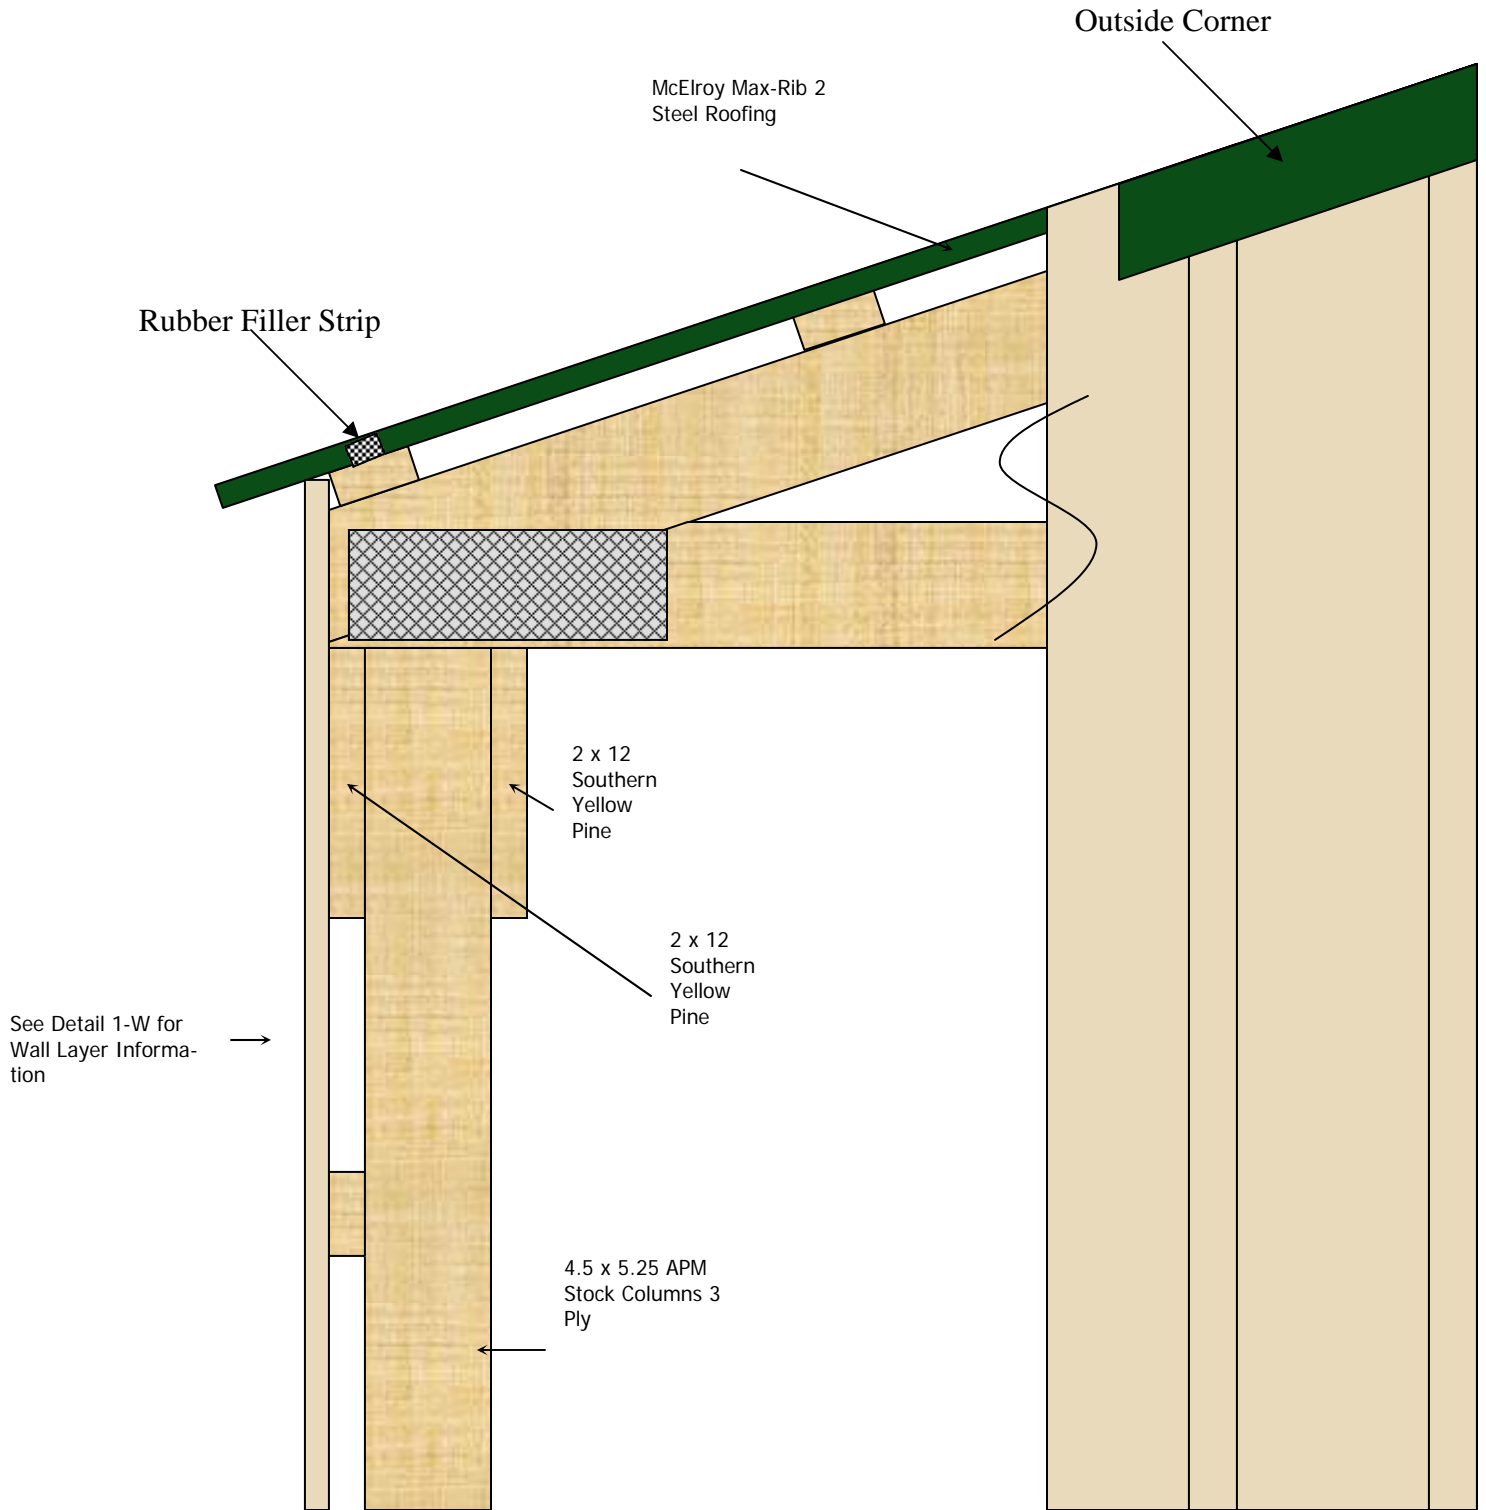 Outside Corner
McElroy Max-Rib 2
Steel Roofing
Rubber Filler Strip
2 x 12
Southern
Yellow
Pine
2 x 12
Southern
Yellow
Pine
See Detail 1-W for
Wall Layer Informa-
tion
4.5 x 5.25 APM
Stock Columns 3
Ply